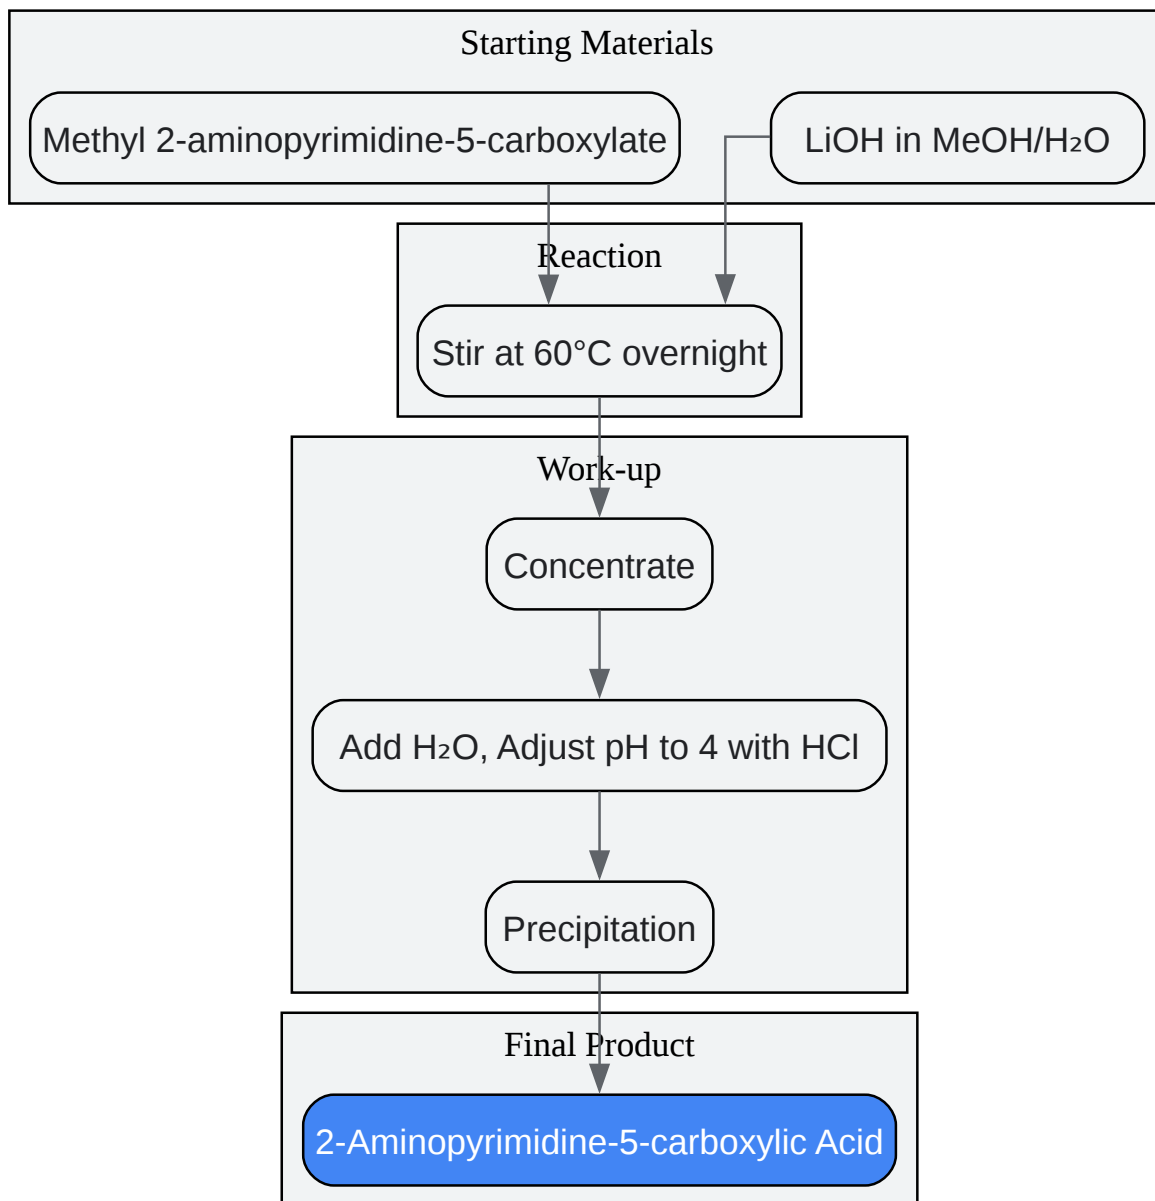 Starting Materials
Methyl 2-aminopyrimidine-5-carboxylate
LiOH in MeOH/H₂O
Reaction
Stir at 60°C overnight
Work-up
Concentrate
Add H₂O, Adjust pH to 4 with HCl
Precipitation
Final Product
2-Aminopyrimidine-5-carboxylic Acid